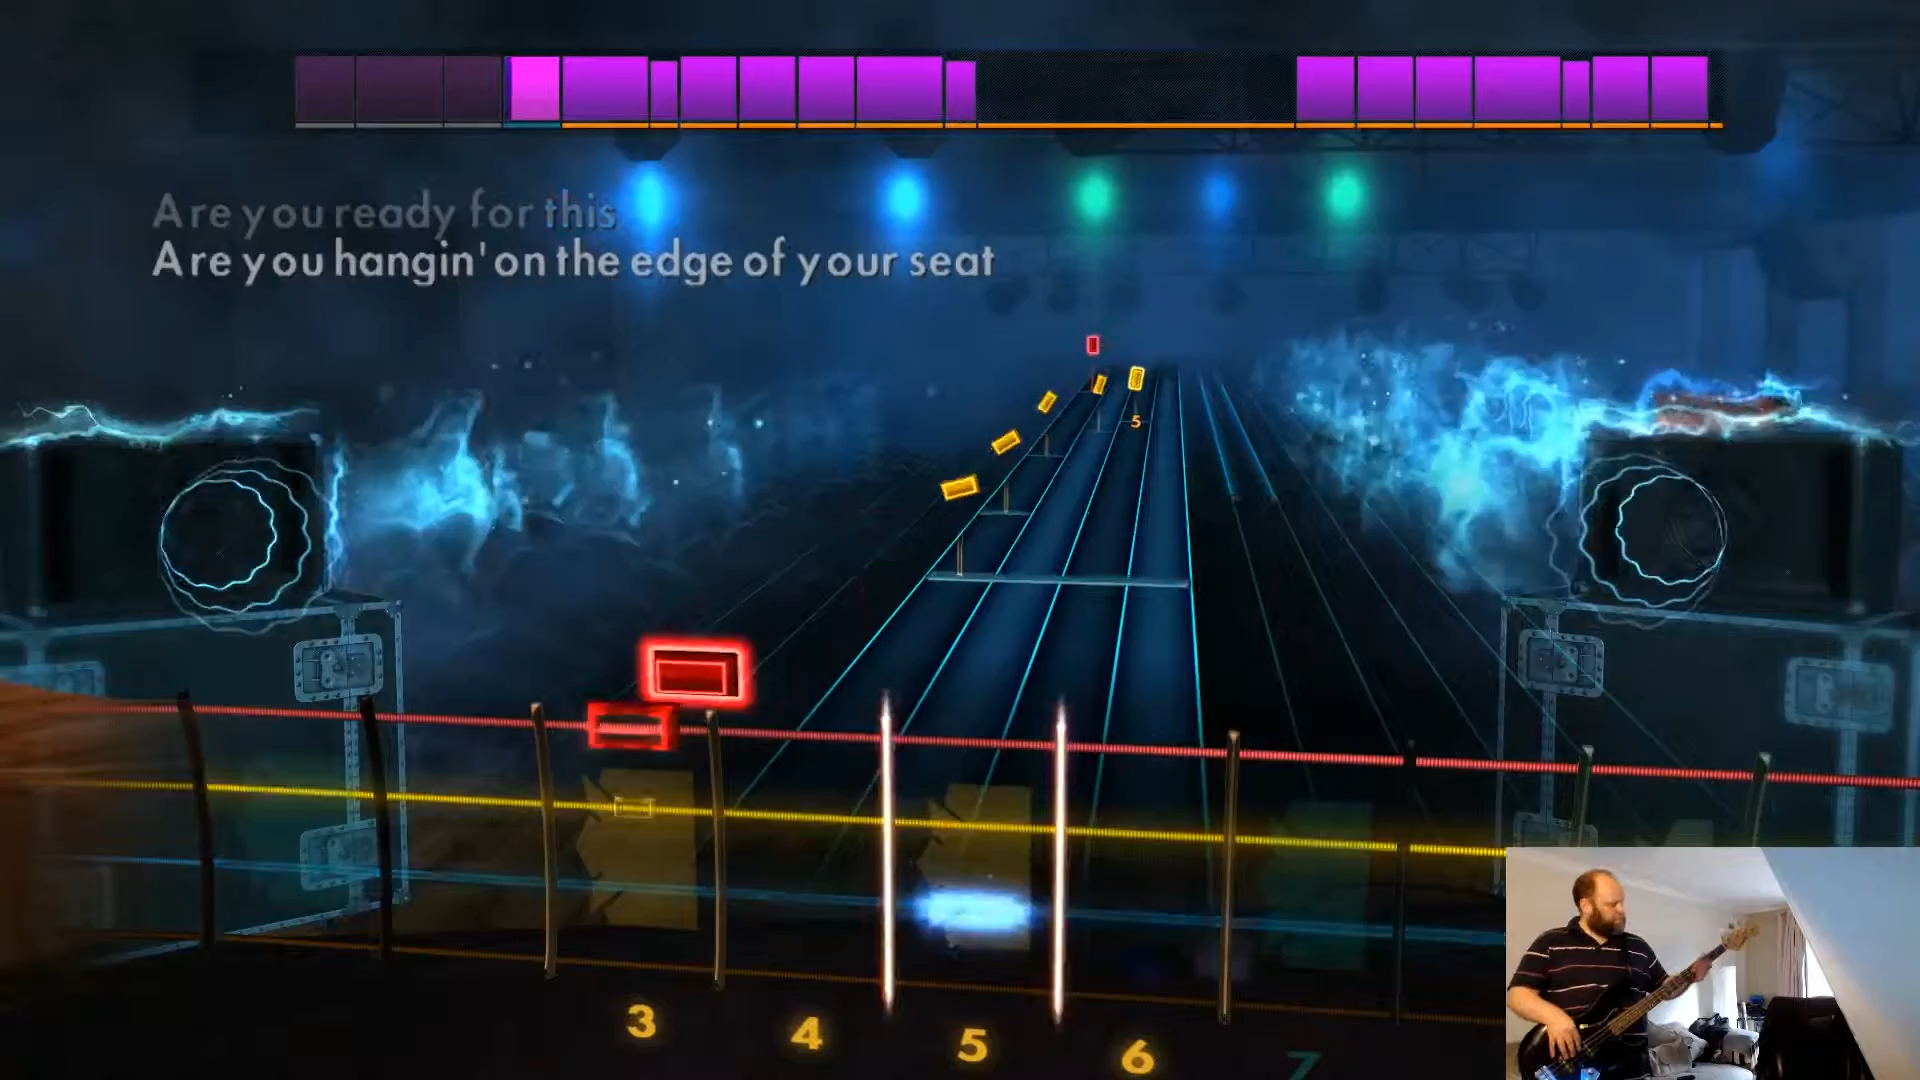 Are you ready for this
Are you hangin' on the edge of your seat
5
3 4 5 6 7